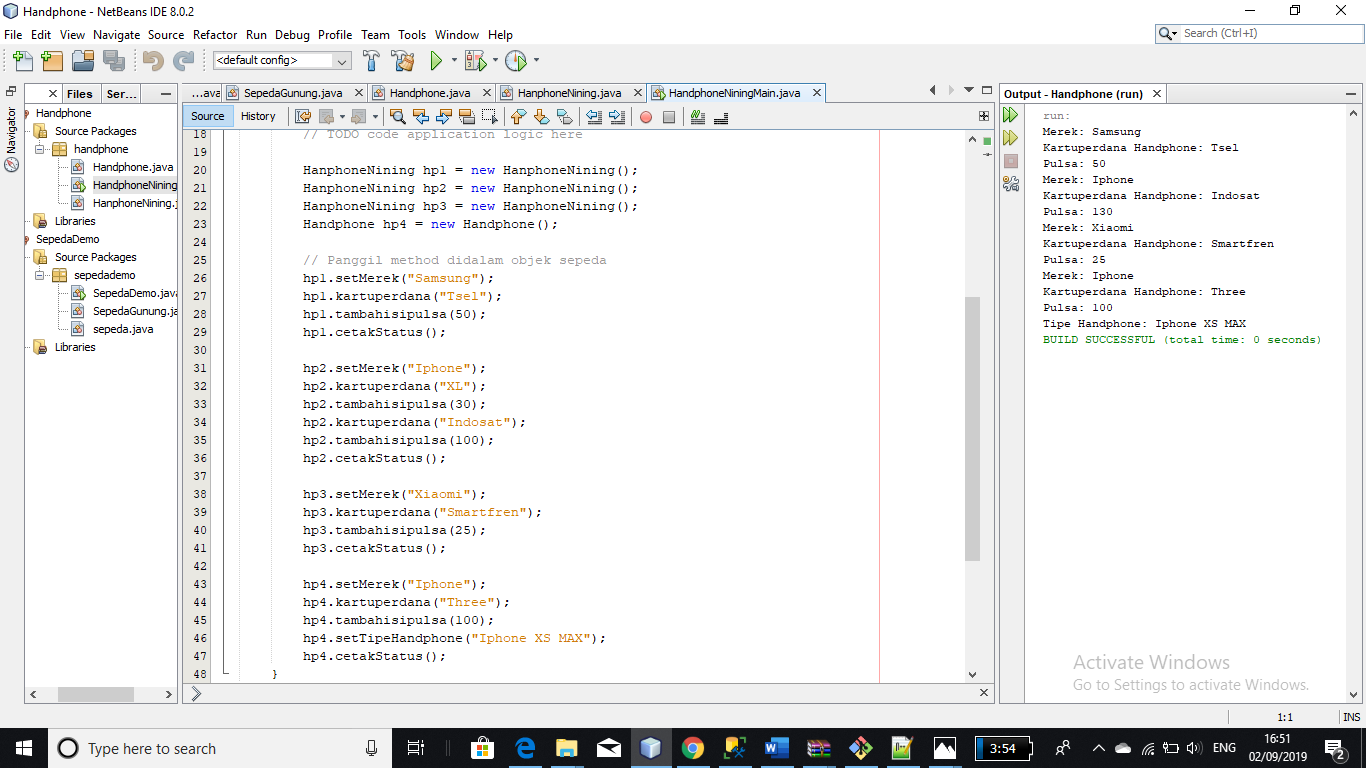 Handphone - NetBeans IDE 8.0.2
File Edit View Navigate Source Refactor Run Debug Profile Team Tools Window Help
Search (Ctrl+I)
<default config>
Files
Ser...
...ava
SepedaGunung.java
Handphone.java
HanphoneNining.java
HandphoneNiningMain.java
Output - Handphone (run)
Navigator
Handphone
Source Packages
handphone
Handphone.java
HandphoneNining
HanphoneNining.j
Libraries
SepedaDemo
Source Packages
sepedademo
SepedaDemo.java
SepedaGunung.ja
sepeda.java
Libraries
Source History
18 // TODO code application logic here
19
20 HanphoneNining hp1 = new HanphoneNining();
21 HanphoneNining hp2 = new HanphoneNining();
22 HanphoneNining hp3 = new HanphoneNining();
23 Handphone hp4 = new Handphone();
24
25 // Panggil method didalam objek sepeda
26 hp1.setMerek("Samsung");
27 hp1.kartuperdana("Tsel");
28 hp1.tambahisipulsa(50);
29 hp1.cetakStatus();
30
31 hp2.setMerek("Iphone");
32 hp2.kartuperdana("XL");
33 hp2.tambahisipulsa(30);
34 hp2.kartuperdana("Indosat");
35 hp2.tambahisipulsa(100);
36 hp2.cetakStatus();
37
38 hp3.setMerek("Xiaomi");
39 hp3.kartuperdana("Smartfren");
40 hp3.tambahisipulsa(25);
41 hp3.cetakStatus();
42
43 hp4.setMerek("Iphone");
44 hp4.kartuperdana("Three");
45 hp4.tambahisipulsa(100);
46 hp4.setTipeHandphone("Iphone XS MAX");
47 hp4.cetakStatus();
48 }
run:
Merek: Samsung
Kartuperdana Handphone: Tsel
Pulsa: 50
Merek: Iphone
Kartuperdana Handphone: Indosat
Pulsa: 130
Merek: Xiaomi
Kartuperdana Handphone: Smartfren
Pulsa: 25
Merek: Iphone
Kartuperdana Handphone: Three
Pulsa: 100
Tipe Handphone: Iphone XS MAX
BUILD SUCCESSFUL (total time: 0 seconds)
Activate Windows
Go to Settings to activate Windows.
1:1 INS
Type here to search
3:54
ENG
16:51
02/09/2019
2